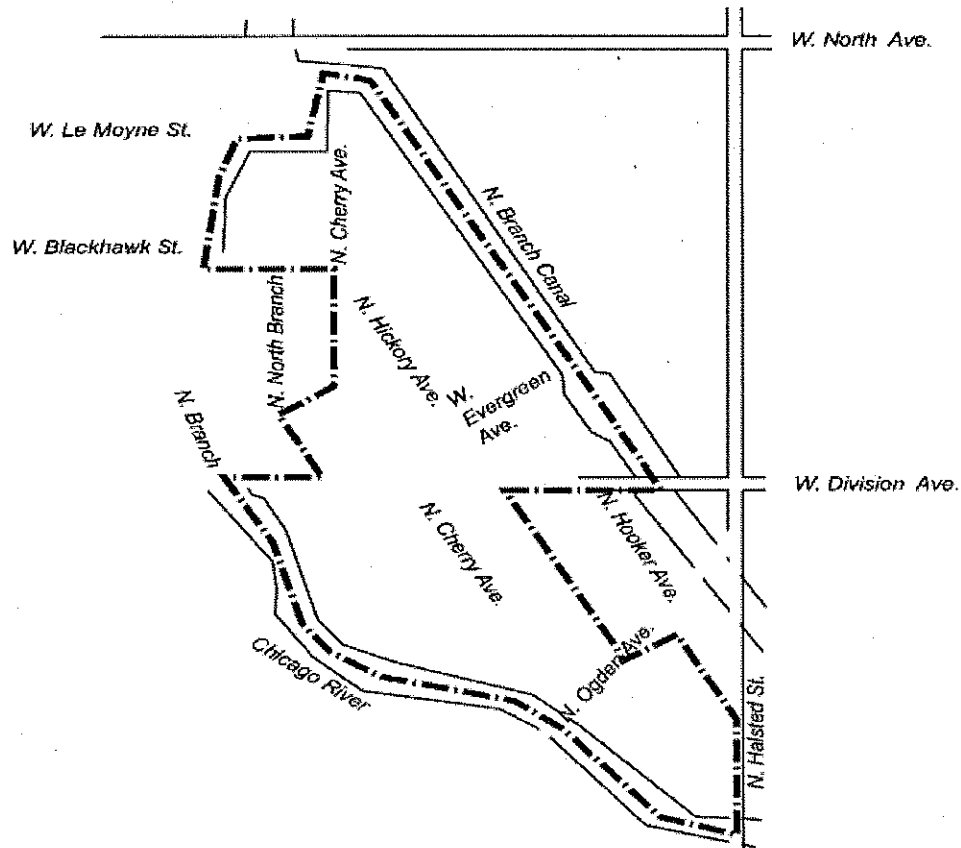 W. North Ave.
W. Le Moyne St.
N. Cherry Ave.
N. Branch Canal
W. Blackhawk St.
N. North Branch
N. Hickory Ave.
W.
Evergreen
Ave.
N. Branch
W. Division Ave.
N. Cherry Ave.
N. Hooker Ave.
Chicago River
N. Ogden Ave.
N. Halsted St.